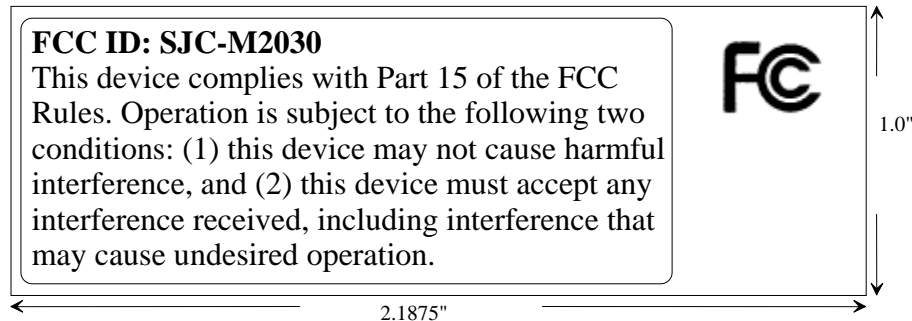 FCC ID: SJC-M2030
This device complies with Part 15 of the FCC
Rules. Operation is subject to the following two
conditions: (1) this device may not cause harmful
interference, and (2) this device must accept any
interference received, including interference that
may cause undesired operation.
FCC
1.0"
2.1875"